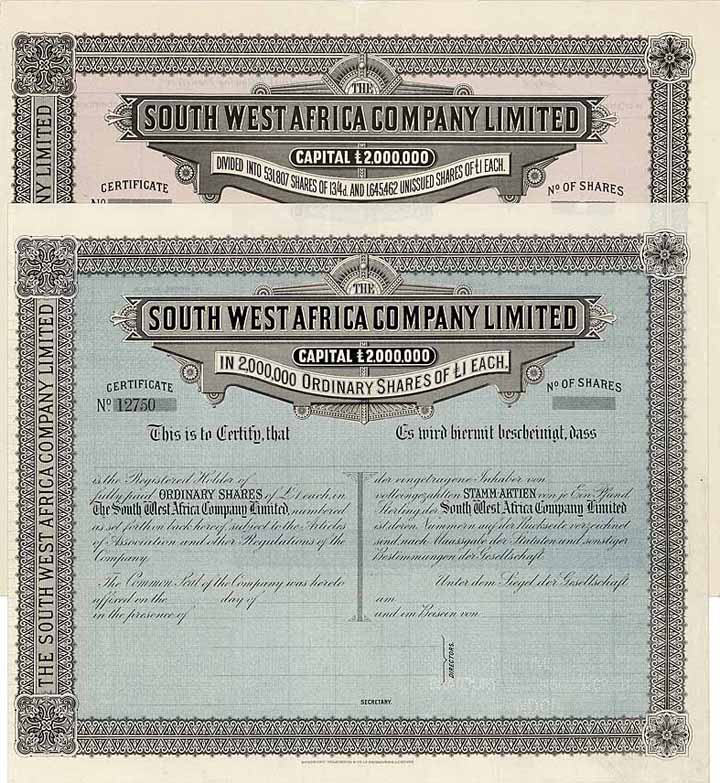 THE
SOUTH WEST AFRICA COMPANY LIMITED
CAPITAL £2,000,000
DIVIDED INTO 531,807 SHARES OF 13/4d. AND 1,645,462 UNISSUED SHARES OF £1 EACH.
CERTIFICATE
No
No OF SHARES
NY LIMITED
THE
SOUTH WEST AFRICA COMPANY LIMITED
CAPITAL £2,000,000
IN 2,000,000 ORDINARY SHARES OF £1 EACH.
CERTIFICATE
No 12750
No OF SHARES
THE SOUTH WEST AFRICA COMPANY LIMITED
This is to Certify, that
is the Registered Holder of
fully paid ORDINARY SHARES of £1 each, in
The South West Africa Company Limited, numbered
as set forth on back hereof subject to the Articles
of Association and other Regulations of the
Company.
The Common Seal of the Company was hereto
affixed on the day of
in the presence of
Es wird hiermit bescheinigt, dass
der eingetragene Inhaber von
volleingezahlten STAMM-AKTIEN von je Ein Pfund
Sterling der South West Africa Company Limited
ist, deren Nummern auf der Rückseite verzeichnet
sind, nach Maassgabe der Statuten und sonstiger
Bestimmungen der Gesellschaft.
Unter dem Siegel der Gesellschaft
am
und im Beisein von
DIRECTORS.
SECRETARY.